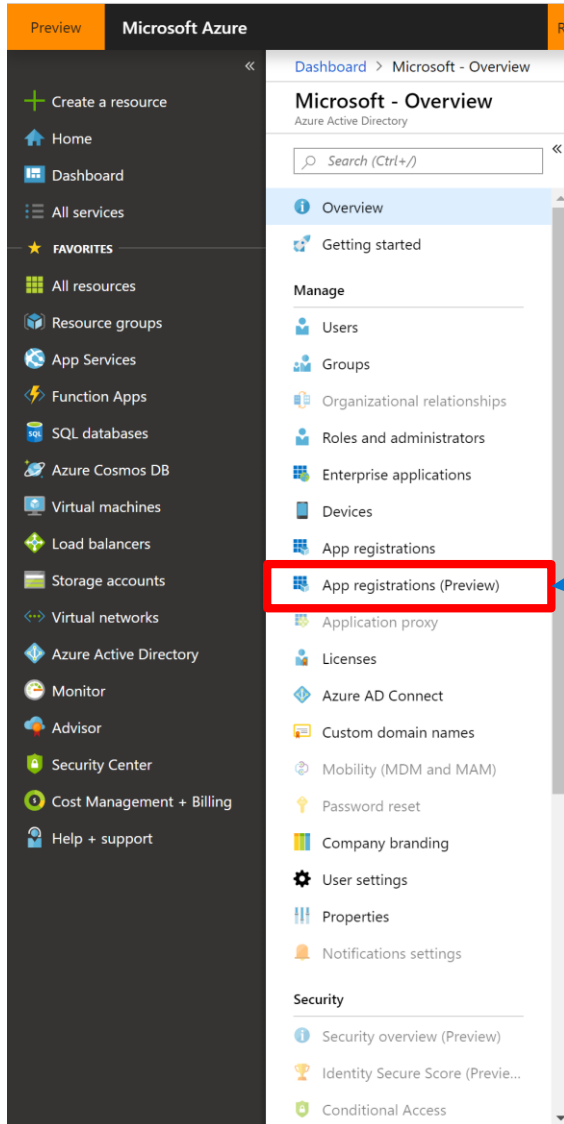 Preview
Microsoft Azure
R
Create a resource
Home
Dashboard
All services
FAVORITES
All resources
Resource groups
App Services
Function Apps
SQL databases
Azure Cosmos DB
Virtual machines
Load balancers
Storage accounts
Virtual networks
Azure Active Directory
Monitor
Advisor
Security Center
Cost Management + Billing
Help + support
Dashboard > Microsoft - Overview
Microsoft - Overview
Azure Active Directory
Search (Ctrl+/)
Overview
Getting started
Manage
Users
Groups
Organizational relationships
Roles and administrators
Enterprise applications
Devices
App registrations
App registrations (Preview)
Application proxy
Licenses
Azure AD Connect
Custom domain names
Mobility (MDM and MAM)
Password reset
Company branding
User settings
Properties
Notifications settings
Security
Security overview (Preview)
Identity Secure Score (Previe...
Conditional Access